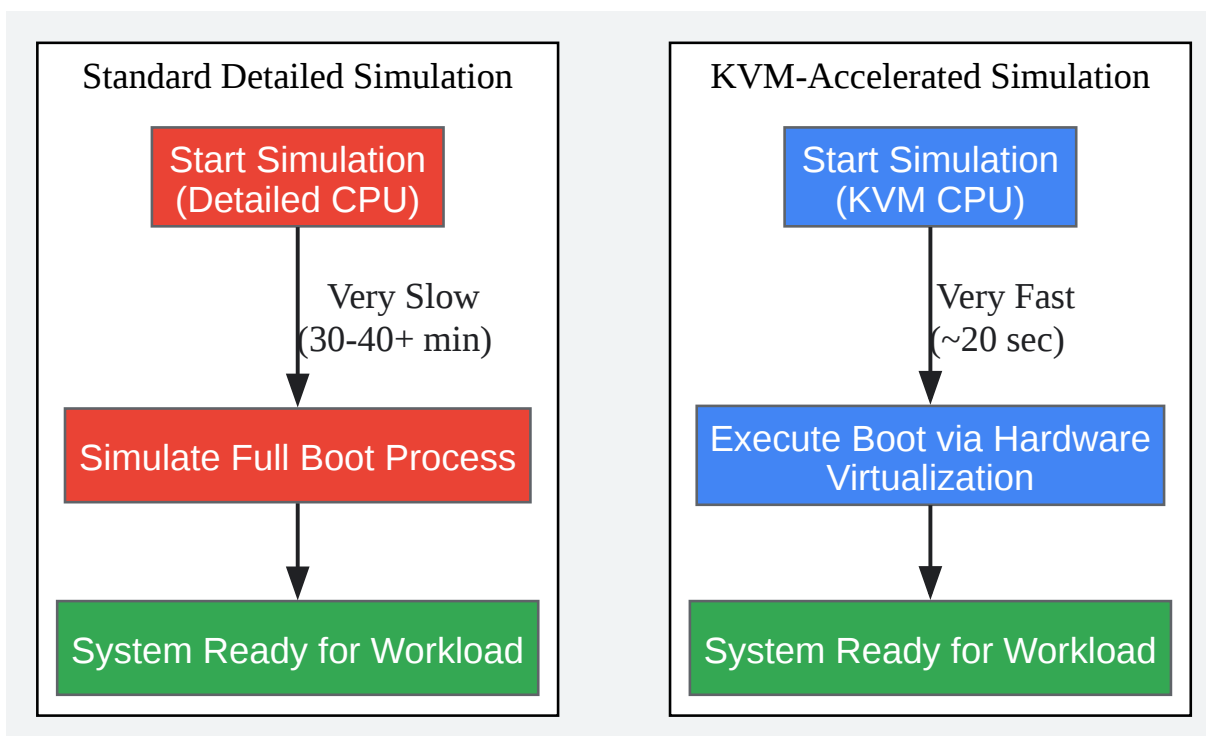 Standard Detailed Simulation
Start Simulation
(Detailed CPU)
Very Slow
(30-40+ min)
Simulate Full Boot Process
System Ready for Workload
KVM-Accelerated Simulation
Start Simulation
(KVM CPU)
Very Fast
(~20 sec)
Execute Boot via Hardware
Virtualization
System Ready for Workload